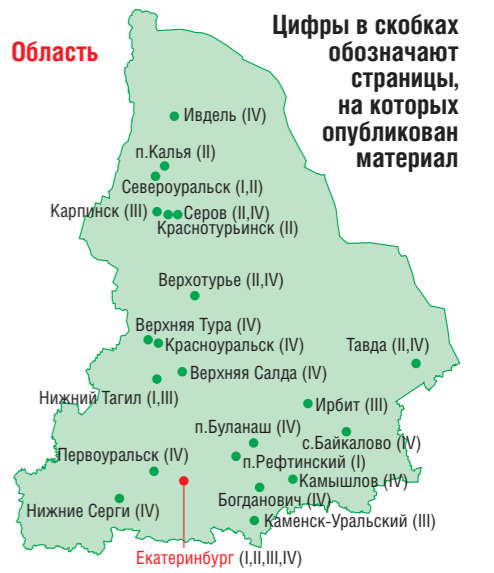 Область
Цифры в скобках
обозначают
страницы,
на которых
опубликован
материал
Ивдель (IV)
п.Калья (II)
Североуральск (I,II)
Карпинск (III)
Серов (II,IV)
Краснотурьинск (II)
Верхотурье (II,IV)
Верхняя Тура (IV)
Красноуральск (IV)
Тавда (II,IV)
Верхняя Салда (IV)
Нижний Тагил (I,III)
Ирбит (III)
п.Буланаш (IV)
с.Байкалово (IV)
Первоуральск (IV)
п.Рефтинский (I)
Камышлов (IV)
Богданович (IV)
Нижние Серги (IV)
Каменск-Уральский (III)
Екатеринбург (I,II,III,IV)